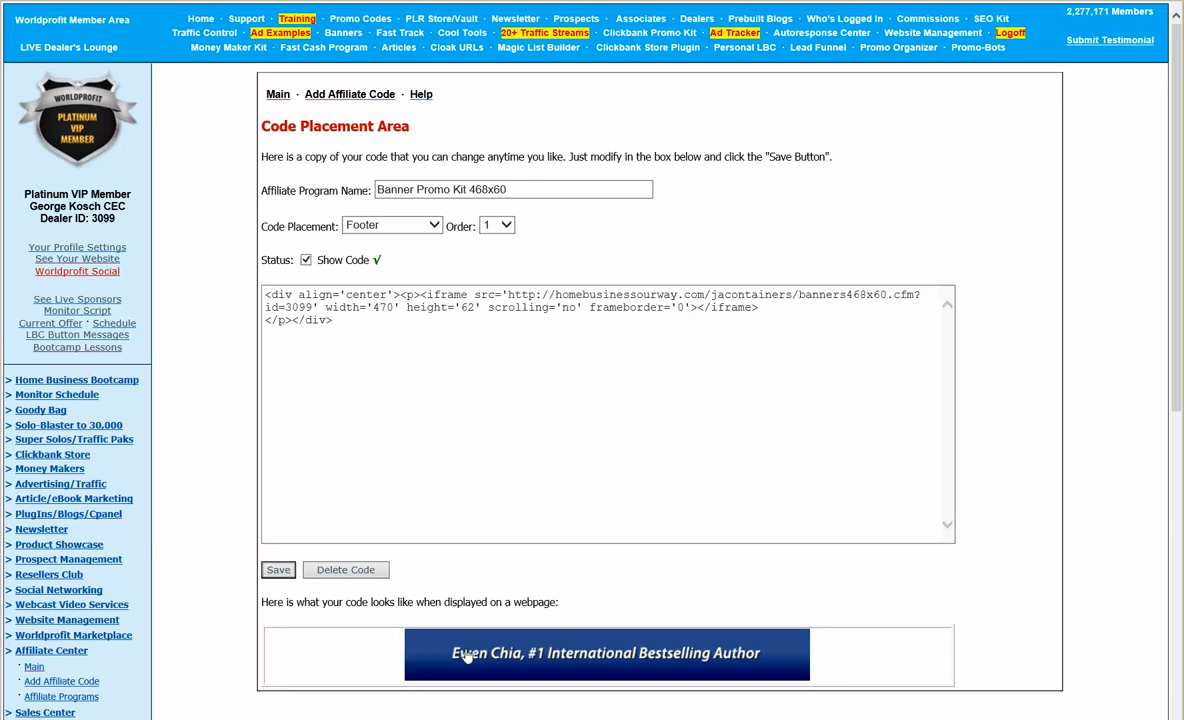 Worldprofit Member Area
LIVE Dealer's Lounge
Home · Support · Training · Promo Codes · PLR Store/Vault · Newsletter · Prospects · Associates · Dealers · Prebuilt Blogs · Who's Logged in · Commissions · SEO Kit
Traffic Control · Ad Examples · Banners · Fast Track · Cool Tools · 20+ Traffic Streams · Clickbank Promo Kit · Ad Tracker · Autoresponse Center · Website Management · Logoff
Money Maker Kit · Fast Cash Program · Articles · Cloak URLs · Magic List Builder · Clickbank Store Plugin · Personal LBC · Lead Funnel · Promo Organizer · Promo-Bots
2,277,171 Members
Submit Testimonial
WORLDPROFIT
PLATINUM
VIP
MEMBER
Platinum VIP Member
George Kosch CEC
Dealer ID: 3099
Your Profile Settings
See Your Website
Worldprofit Social
See Live Sponsors
Monitor Script
Current Offer · Schedule
LBC Button Messages
Bootcamp Lessons
> Home Business Bootcamp
> Monitor Schedule
> Goody Bag
> Solo-Blaster to 30,000
> Super Solos/Traffic Paks
> Clickbank Store
> Money Makers
> Advertising/Traffic
> Article/eBook Marketing
> PlugIns/Blogs/Cpanel
> Newsletter
> Product Showcase
> Prospect Management
> Resellers Club
> Social Networking
> Webcast Video Services
> Website Management
> Worldprofit Marketplace
> Affiliate Center
· Main
· Add Affiliate Code
· Affiliate Programs
> Sales Center
Main · Add Affiliate Code · Help
Code Placement Area
Here is a copy of your code that you can change anytime you like. Just modify in the box below and click the "Save Button".
Affiliate Program Name: Banner Promo Kit 468x60
Code Placement: Footer Order: 1
Status: Show Code √
<div align='center'><p><iframe src='http://homebusinessourway.com/jacontainers/banners468x60.cfm?
id=3099' width='470' height='62' scrolling='no' frameborder='0'></iframe>
</p></div>
Save Delete Code
Here is what your code looks like when displayed on a webpage:
Ewen Chia, #1 International Bestselling Author